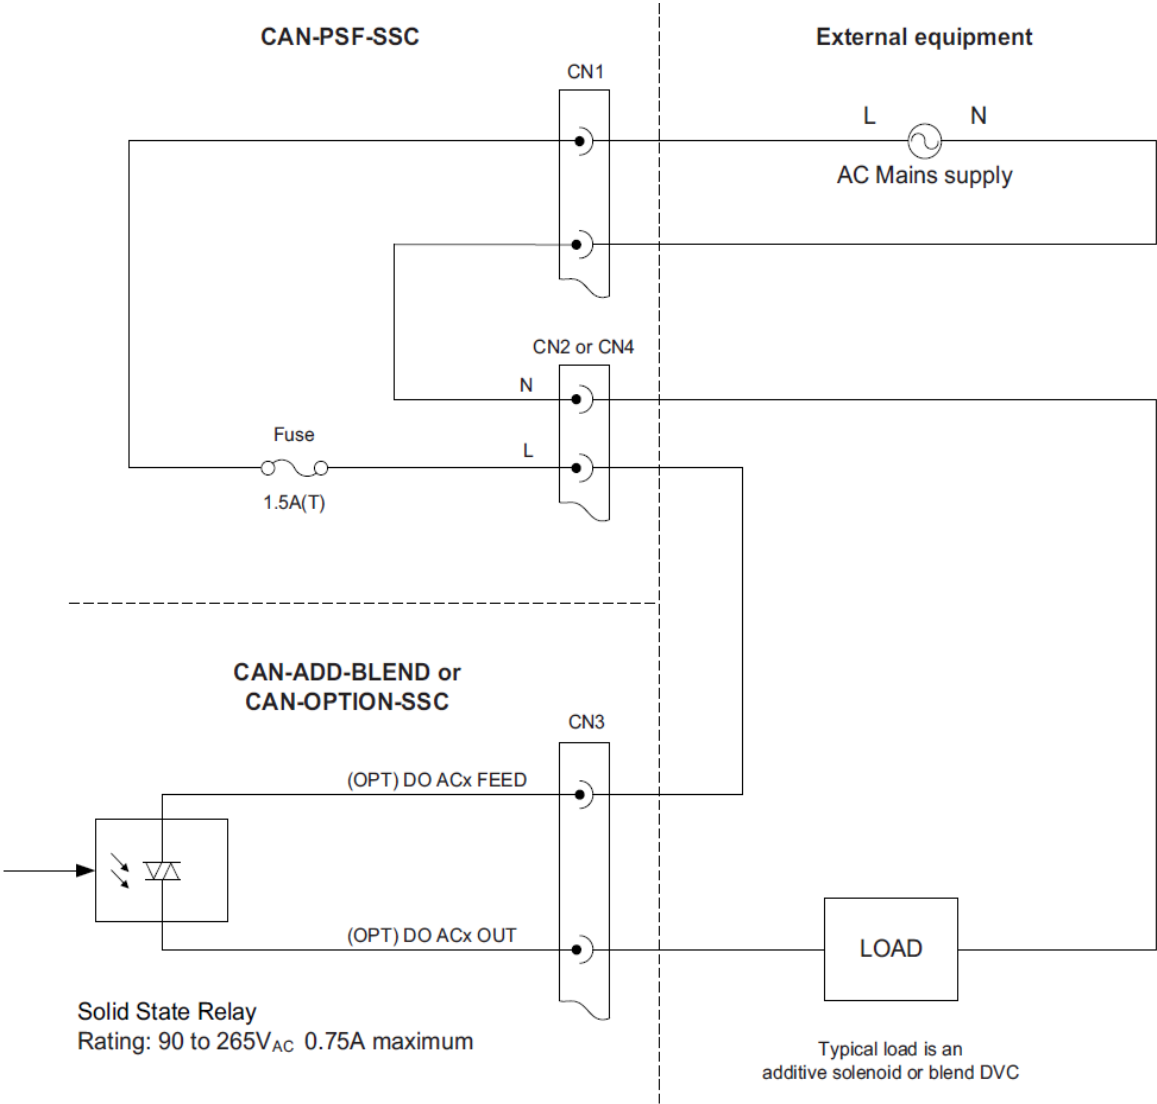 CAN-PSF-SSC
External equipment
CN1
L
N
AC Mains supply
CN2 or CN4
N
Fuse
L
1.5A(T)
CAN-ADD-BLEND or
CAN-OPTION-SSC
CN3
(OPT) DO ACx FEED
(OPT) DO ACx OUT
LOAD
Solid State Relay
Rating: 90 to 265VAC 0.75A maximum
Typical load is an
additive solenoid or blend DVC